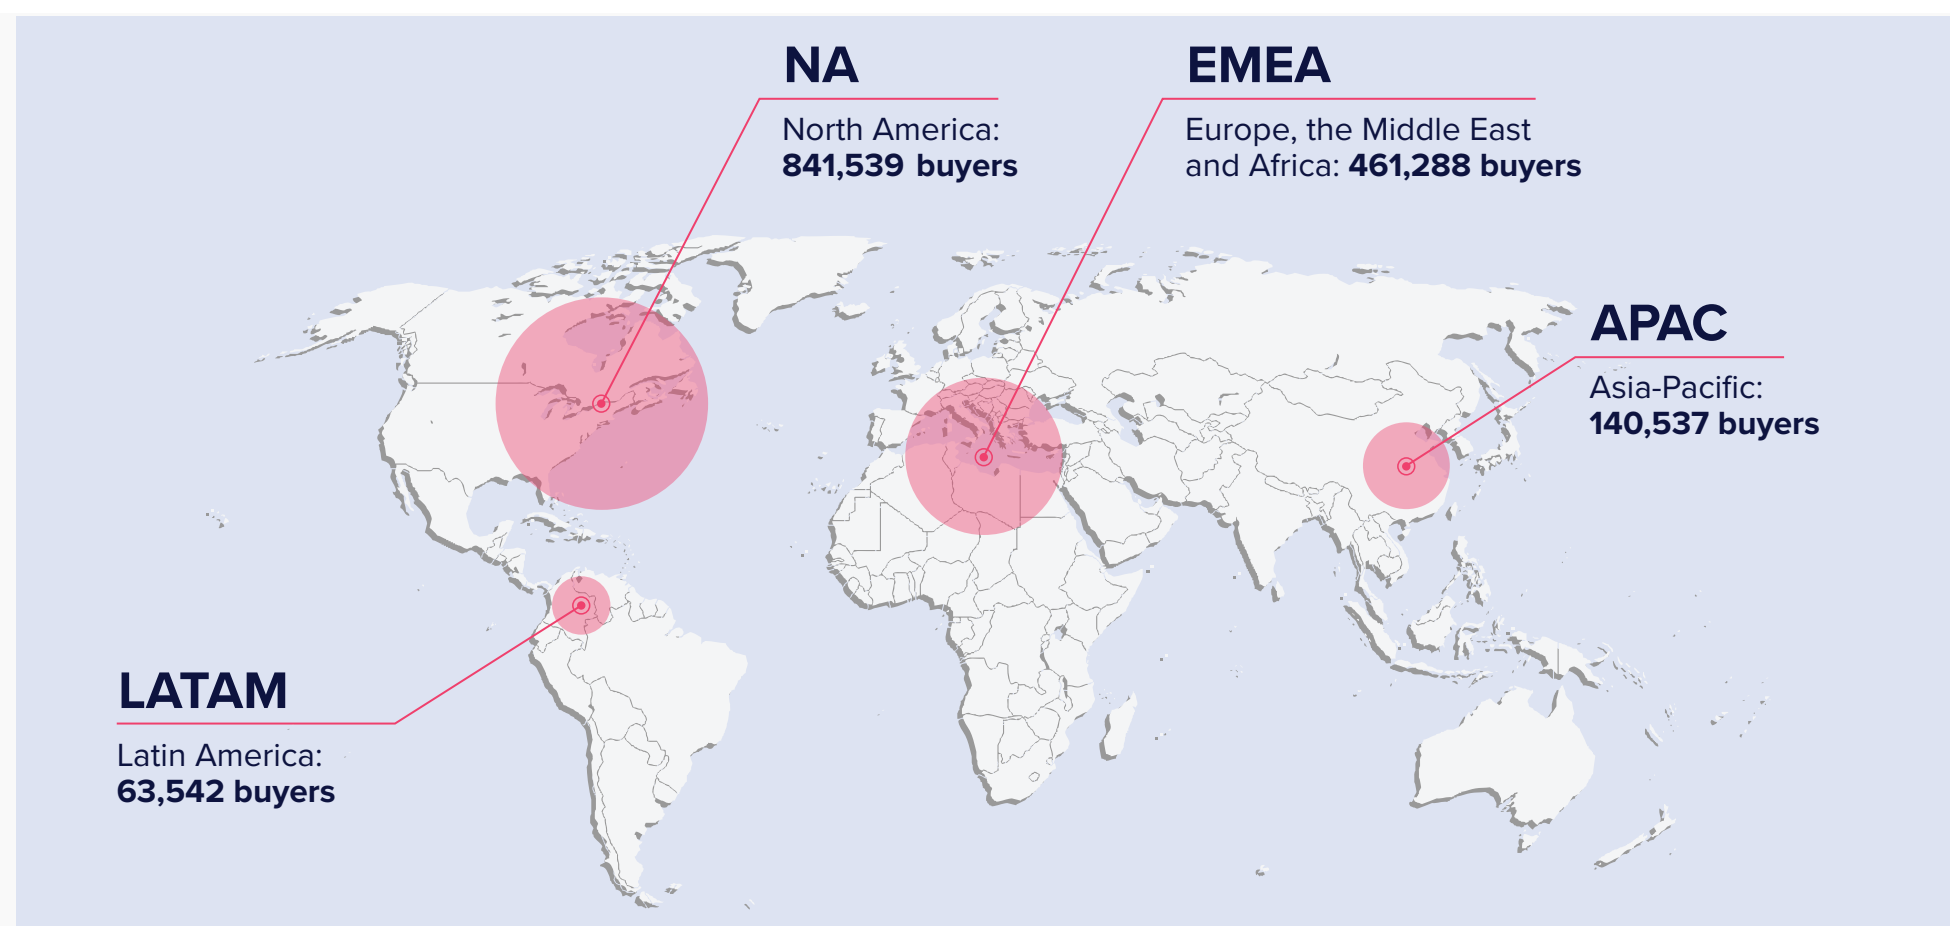 NA
North America:
841,539 buyers
EMEA
Europe, the Middle East
and Africa: 461,288 buyers
APAC
Asia-Pacific:
140,537 buyers
LATAM
Latin America:
63,542 buyers